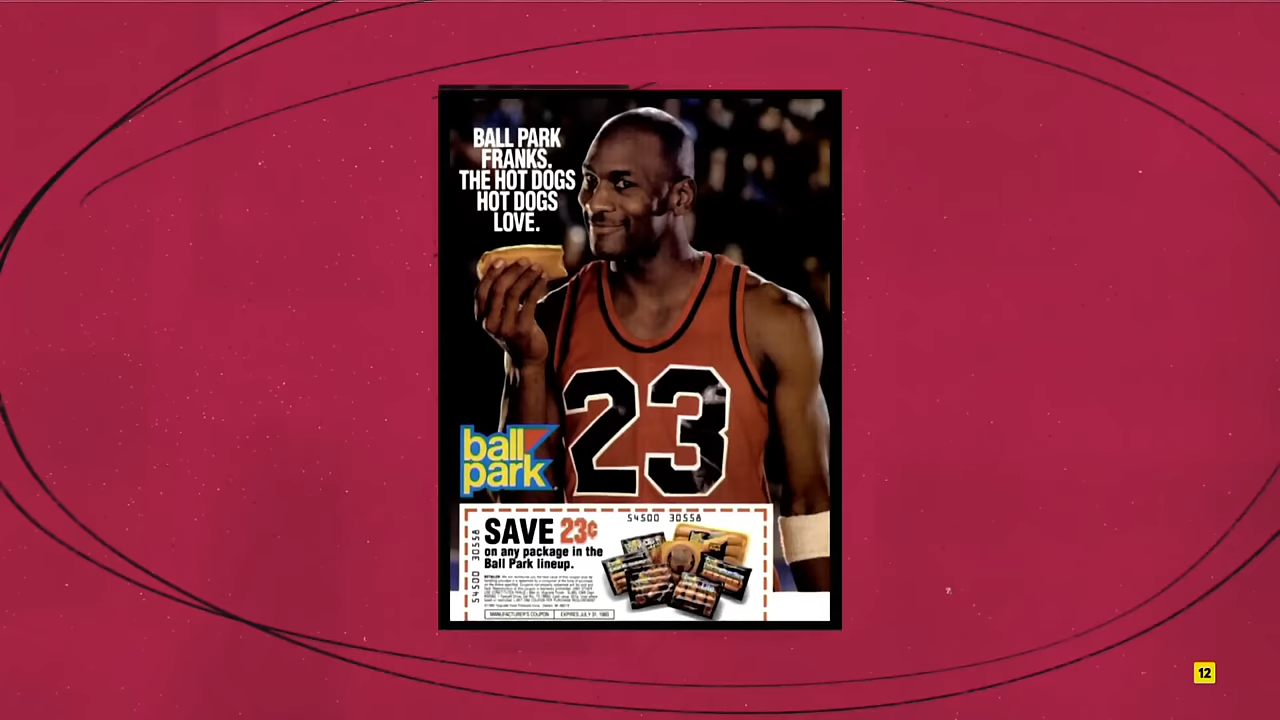 BALL PARK
FRANKS.
THE HOT DOGS
HOT DOGS
LOVE.
23
ball
park
54500 30558
SAVE 23¢
on any package in the
Ball Park lineup.
54500 30558
MANUFACTURER'S COUPON
12